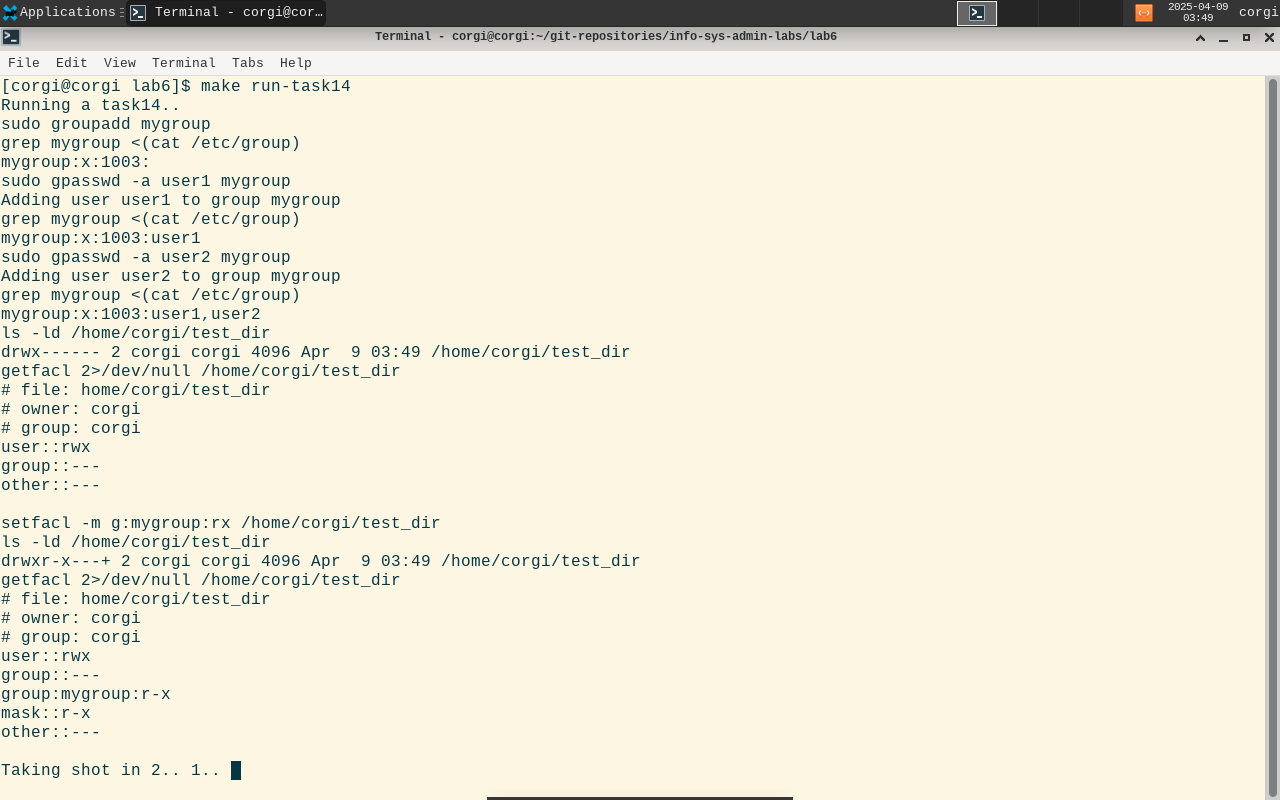 Applications
Terminal - corgi@cor...
2025-04-09
03:49
corgi
Terminal - corgi@corgi:~/git-repositories/info-sys-admin-labs/lab6
File Edit View Terminal Tabs Help
[corgi@corgi lab6]$ make run-task14
Running a task14..
sudo groupadd mygroup
grep mygroup <(cat /etc/group)
mygroup:x:1003:
sudo gpasswd -a user1 mygroup
Adding user user1 to group mygroup
grep mygroup <(cat /etc/group)
mygroup:x:1003:user1
sudo gpasswd -a user2 mygroup
Adding user user2 to group mygroup
grep mygroup <(cat /etc/group)
mygroup:x:1003:user1,user2
ls -ld /home/corgi/test_dir
drwx------ 2 corgi corgi 4096 Apr  9 03:49 /home/corgi/test_dir
getfacl 2>/dev/null /home/corgi/test_dir
# file: home/corgi/test_dir
# owner: corgi
# group: corgi
user::rwx
group::---
other::---
setfacl -m g:mygroup:rx /home/corgi/test_dir
ls -ld /home/corgi/test_dir
drwxr-x---+ 2 corgi corgi 4096 Apr  9 03:49 /home/corgi/test_dir
getfacl 2>/dev/null /home/corgi/test_dir
# file: home/corgi/test_dir
# owner: corgi
# group: corgi
user::rwx
group::---
group:mygroup:r-x
mask::r-x
other::---
Taking shot in 2.. 1..